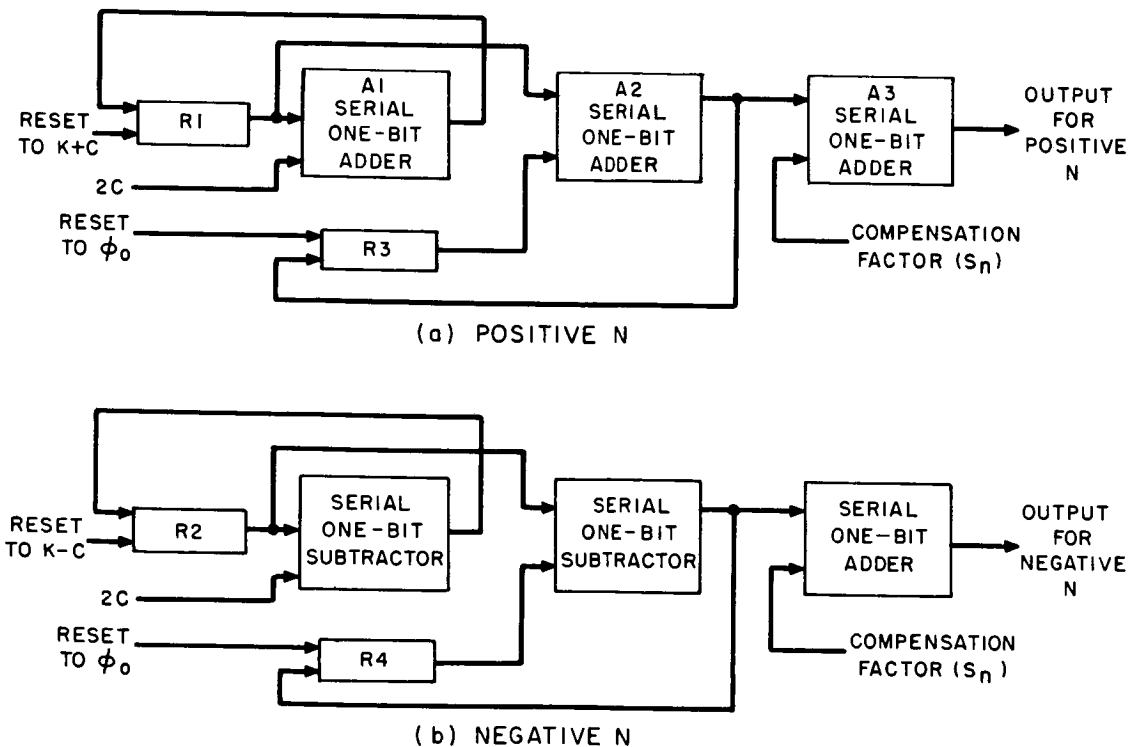 RESET
TO K+C
R1
A1
SERIAL
ONE-BIT
ADDER
2C
RESET
TO ϕ₀
R3
A2
SERIAL
ONE-BIT
ADDER
A3
SERIAL
ONE-BIT
ADDER
OUTPUT
FOR
POSITIVE
N
COMPENSATION
FACTOR (Sn)
(a) POSITIVE N
RESET
TO K-C
R2
SERIAL
ONE-BIT
SUBTRACTOR
2C
RESET
TO ϕ₀
R4
SERIAL
ONE-BIT
SUBTRACTOR
SERIAL
ONE-BIT
ADDER
OUTPUT
FOR
NEGATIVE
N
COMPENSATION
FACTOR (Sn)
(b) NEGATIVE N